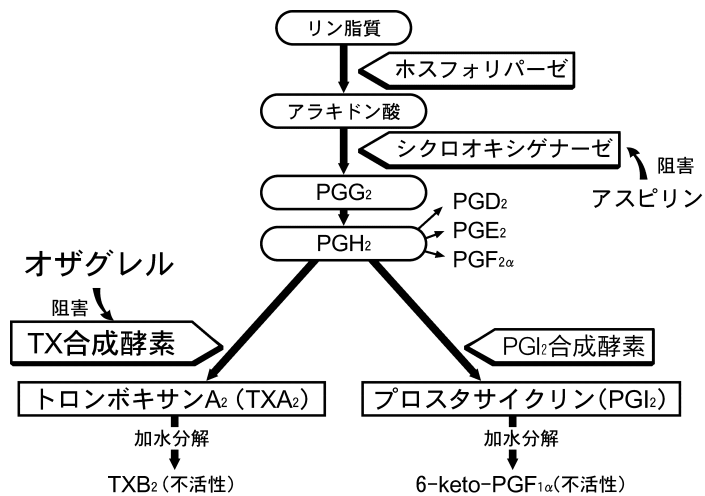 リン脂質
ホスフォリパーゼ
アラキドン酸
シクロオキシゲナーゼ
阻害
アスピリン
PGG₂
PGH₂
PGD₂
PGE₂
PGF₂α
オザグレル
阻害
TX合成酵素
PGI₂合成酵素
トロンボキサンA₂(TXA₂)
プロスタサイクリン(PGI₂)
加水分解
加水分解
TXB₂(不活性)
6-keto-PGF₁α(不活性)